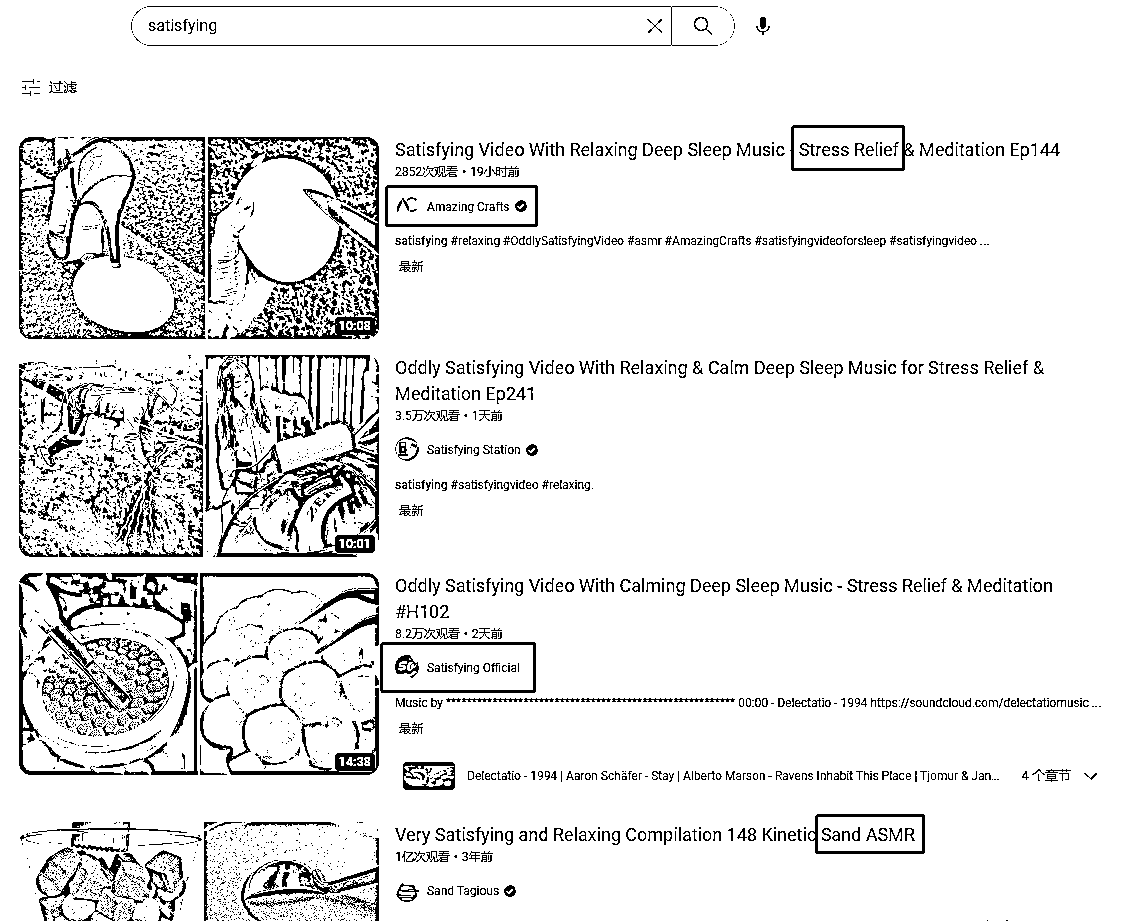 satisfying
过滤
Satisfying Video With Relaxing Deep Sleep Music - Stress Relief & Meditation Ep144
2852次观看 • 19小时前
AC Amazing Crafts
satisfying #relaxing #OddlySatisfyingVideo #asmr #AmazingCrafts #satisfyingvideoforsleep #satisfyingvideo ...
最新
10:08
Oddly Satisfying Video With Relaxing & Calm Deep Sleep Music for Stress Relief &
Meditation Ep241
3.5万次观看 • 1天前
Satisfying Station
satisfying #satisfyingvideo #relaxing.
最新
10:01
Oddly Satisfying Video With Calming Deep Sleep Music - Stress Relief & Meditation
#H102
8.2万次观看 • 2天前
Satisfying Official
Music by ************************************************ 00:00 - Delectatio - 1994 https://soundcloud.com/delectatiomusic ...
最新
14:38
Delectatio - 1994 | Aaron Schäfer - Stay | Alberto Marson - Ravens Inhabit This Place | Tjomur & Jan... 4 个章节
Very Satisfying and Relaxing Compilation 148 Kinetic Sand ASMR
1亿次观看 • 3年前
Sand Tagious